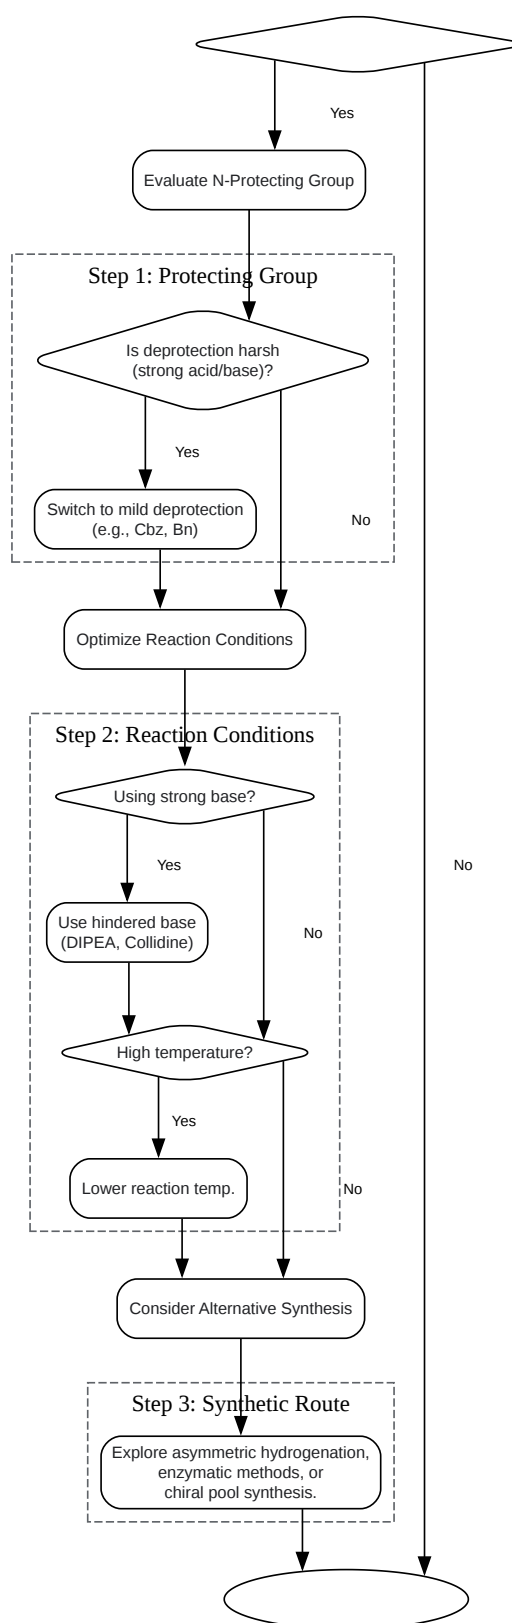 Yes
Evaluate N-Protecting Group
Step 1: Protecting Group
Is deprotection harsh
(strong acid/base)?
Yes
Switch to mild deprotection
(e.g., Cbz, Bn)
No
Optimize Reaction Conditions
Step 2: Reaction Conditions
Using strong base?
Yes
No
Use hindered base
(DIPEA, Collidine)
No
High temperature?
Yes
Lower reaction temp.
No
Consider Alternative Synthesis
Step 3: Synthetic Route
Explore asymmetric hydrogenation,
enzymatic methods, or
chiral pool synthesis.